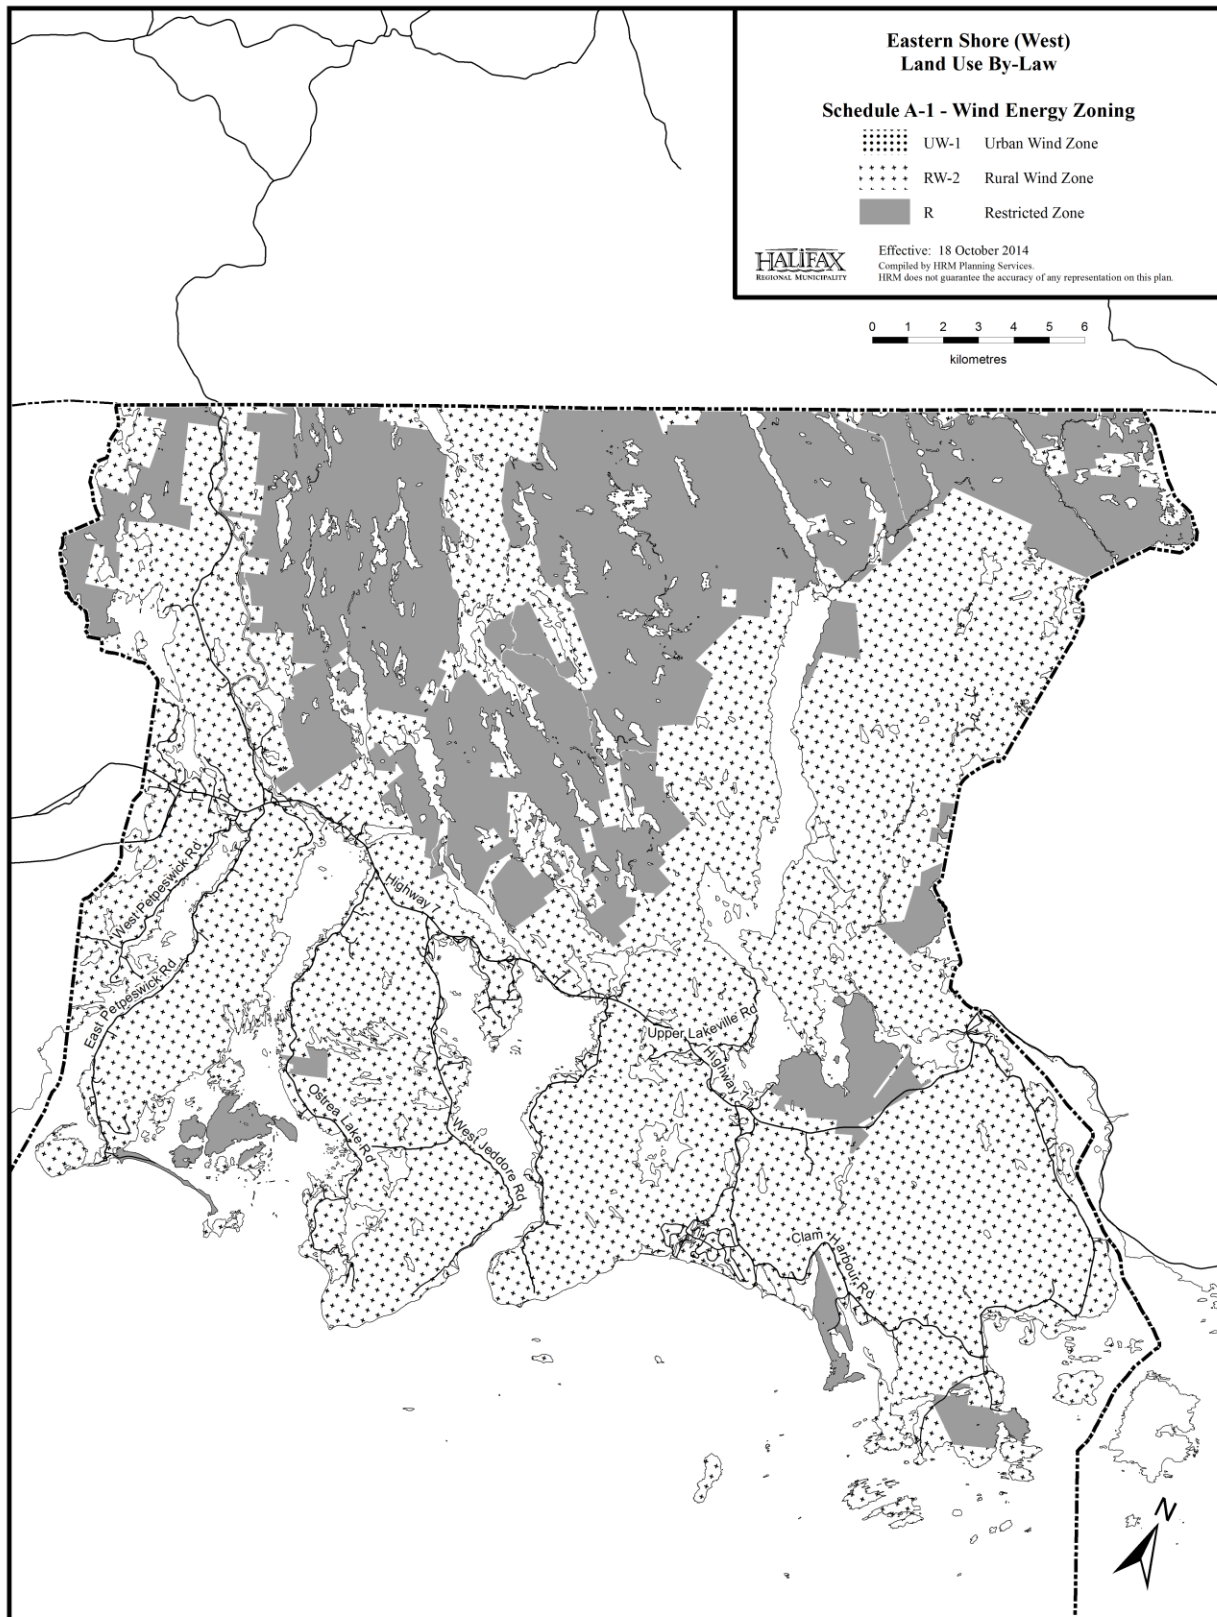 Eastern Shore (West)
Land Use By-Law
Schedule A-1 - Wind Energy Zoning
UW-1 Urban Wind Zone
RW-2 Rural Wind Zone
R Restricted Zone
HALIFAX
REGIONAL MUNICIPALITY
Effective: 18 October 2014
Compiled by HRM Planning Services.
HRM does not guarantee the accuracy of any representation on this plan.
0 1 2 3 4 5 6
kilometres
West Petpeswick Rd
Highway 7
East Petpeswick Rd
Upper Lakeville Rd
Highway 7
Ostrea Lake Rd
West Jeddore Rd
Clam Harbour Rd
N